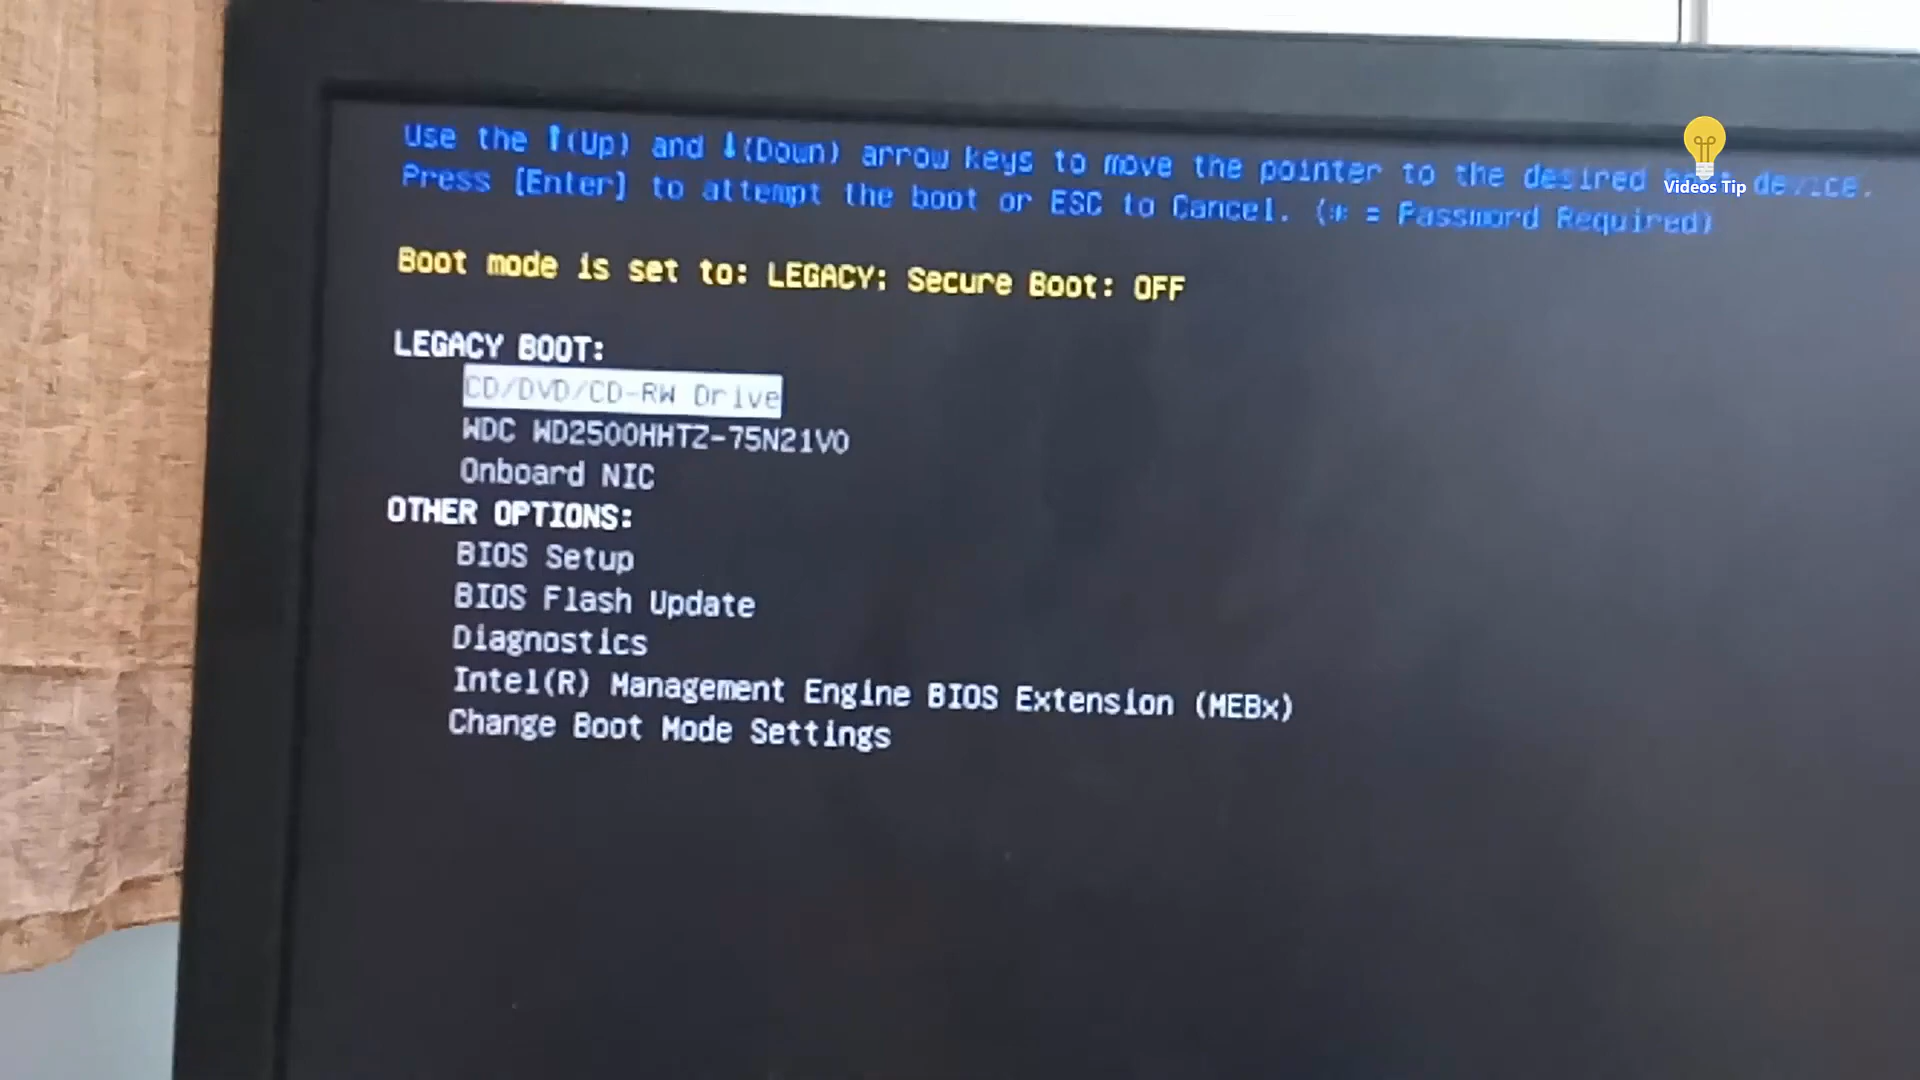 Use the ↑(Up) and ↓(Down) arrow keys to move the pointer to the desired device.
Press [Enter] to attempt the boot or ESC to Cancel. (* = Password Required)
Videos Tip
Boot mode is set to: LEGACY; Secure Boot: OFF
LEGACY BOOT:
CD/DVD/CD-RW Drive
WDC WD2500HHTZ-75N21V0
Onboard NIC
OTHER OPTIONS:
BIOS Setup
BIOS Flash Update
Diagnostics
Intel(R) Management Engine BIOS Extension (MEBx)
Change Boot Mode Settings